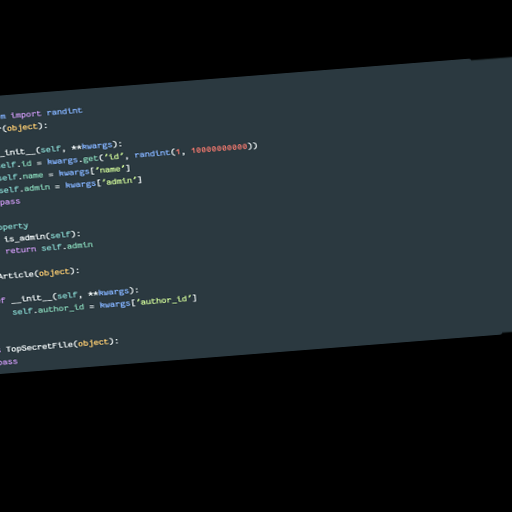 import randint
(object):
_init__(self, **kwargs):
self.id = kwargs.get('id', randint(1, 10000000000))
self.name = kwargs['name']
self.admin = kwargs['admin']
pass
operty
is_admin(self):
return self.admin
Article(object):
f __init__(self, **kwargs):
self.author_id = kwargs['author_id']
TopSecretFile(object):
pass